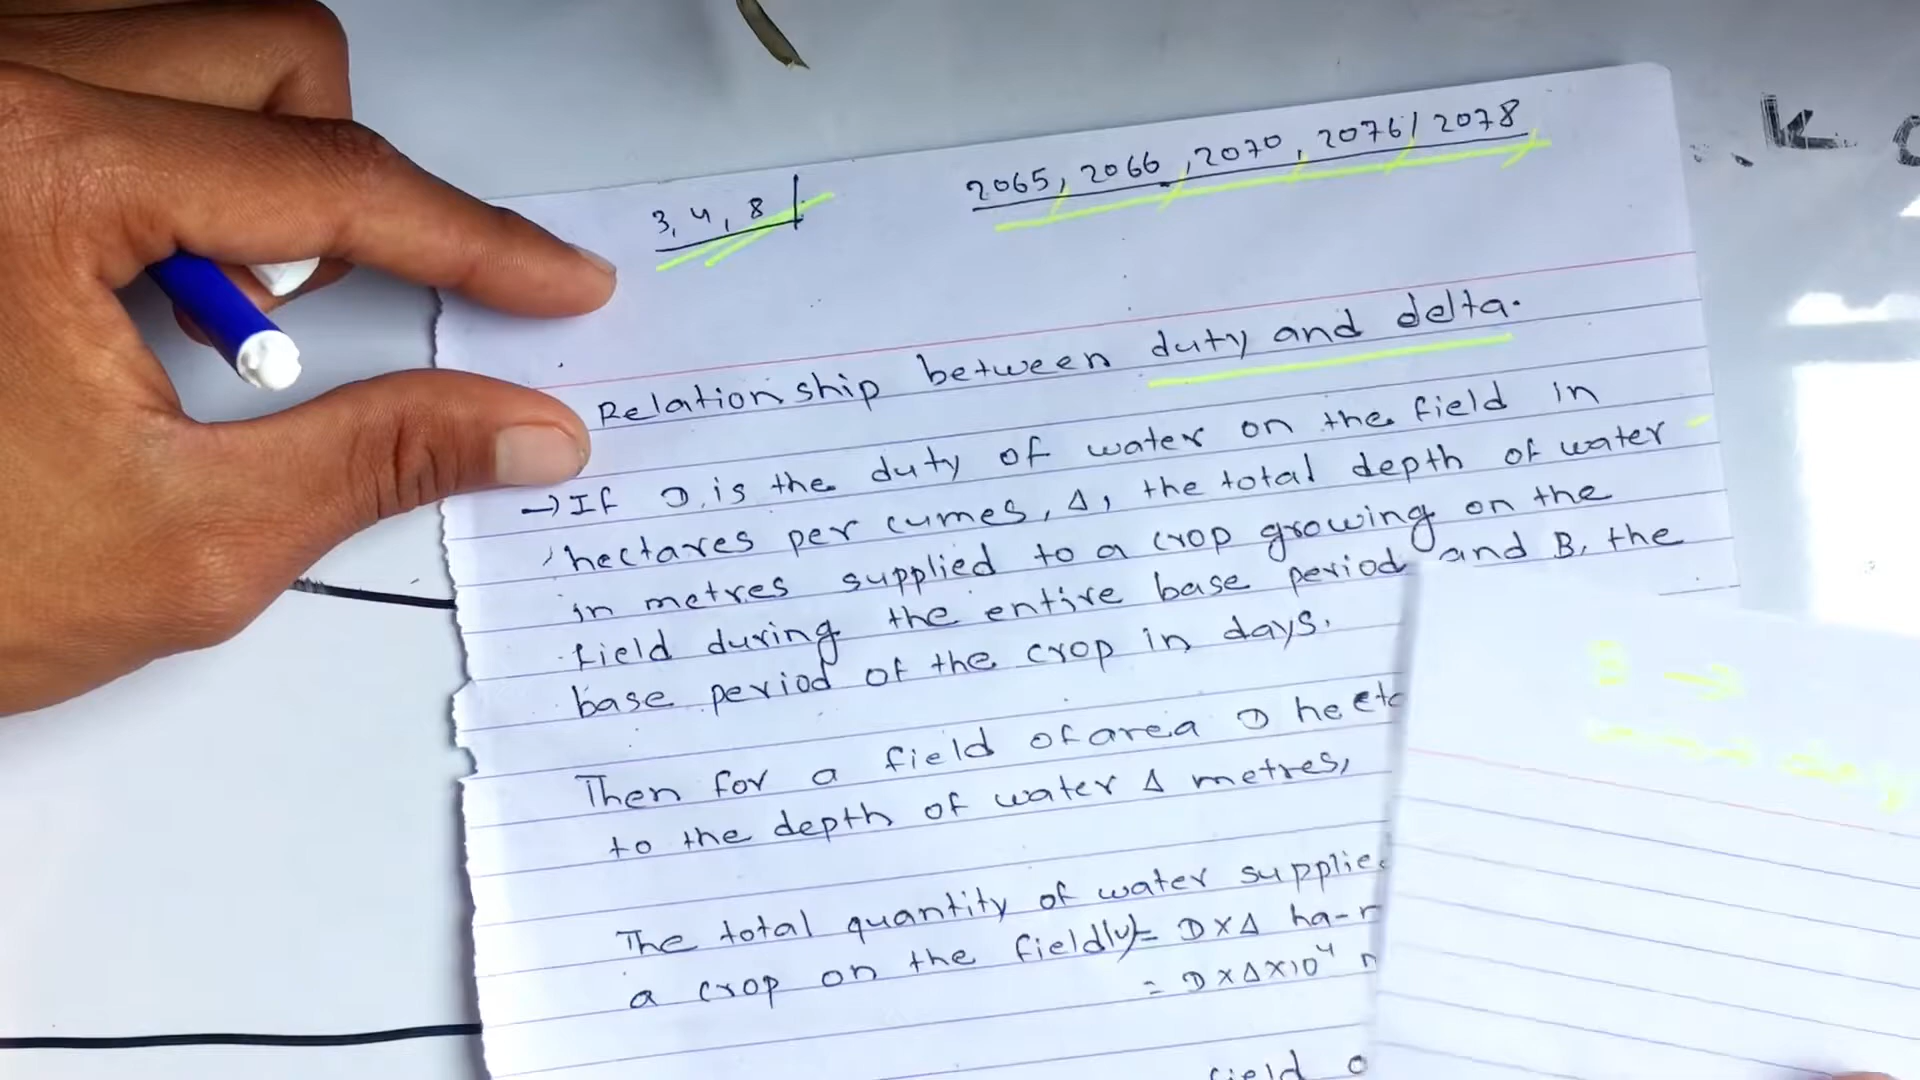 3, 4, 8
2065, 2066, 2070, 2076/ 2078
Relationship between duty and delta.
→ If D, is the duty of water on the field in
hectares per cumes, Δ, the total depth of water
in metres supplied to a crop growing on the
field during the entire base period and B, the
base period of the crop in days.
Then for a field of area D
to the depth of water Δ metres,
The total quantity of water
a crop on the field(v)= D×Δ
= D×Δ×10⁴
field